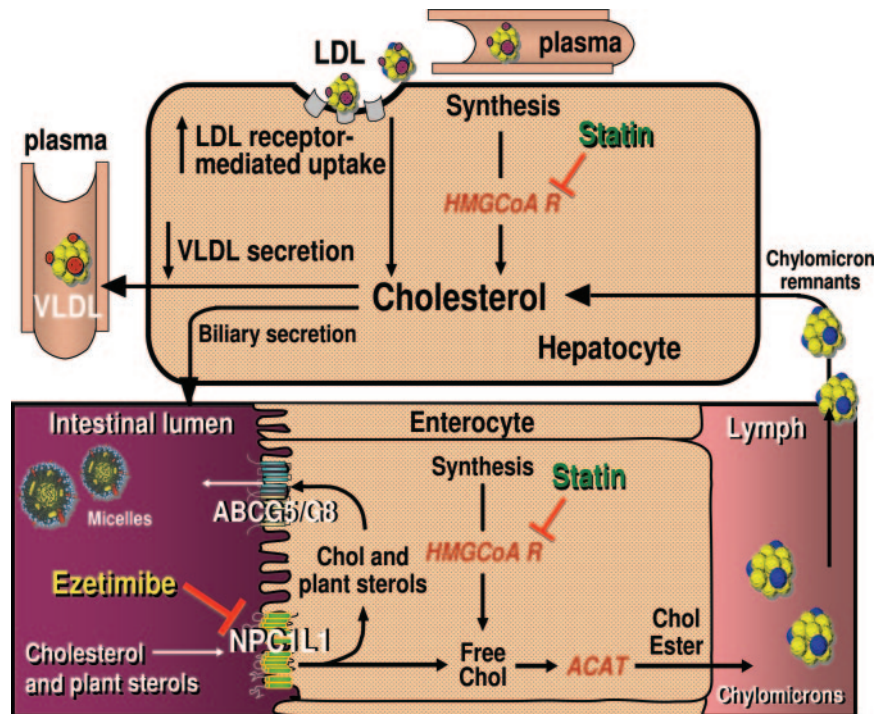 LDL
plasma
plasma
LDL receptor-
mediated uptake
Synthesis
Statin
HMGCoA R
VLDL secretion
VLDL
Cholesterol
Biliary secretion
Hepatocyte
Chylomicron
remnants
Intestinal lumen
Enterocyte
Lymph
Micelles
ABCG5/G8
Synthesis
Statin
HMGCoA R
Chol and
plant sterols
Ezetimibe
NPC1L1
Cholesterol
and plant sterols
Free
Chol
ACAT
Chol
Ester
Chylomicrons